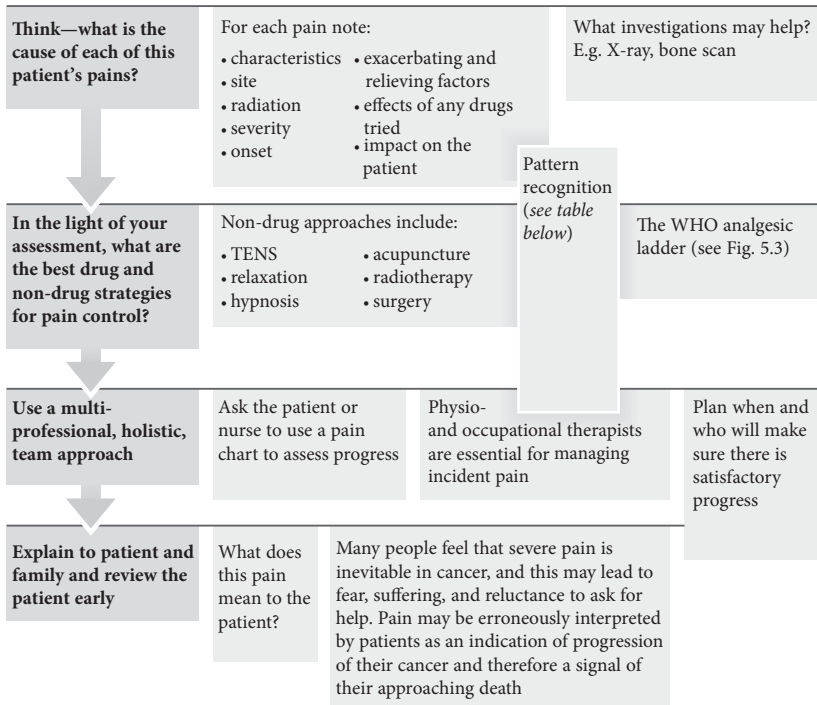 Think—what is the
cause of each of this
patient's pains?
For each pain note:
• characteristics
• site
• radiation
• severity
• onset
• exacerbating and
relieving factors
• effects of any drugs
tried
• impact on the
patient
What investigations may help?
E.g. X-ray, bone scan
Pattern
recognition
(see table
below)
In the light of your
assessment, what are
the best drug and
non-drug strategies
for pain control?
Non-drug approaches include:
• TENS
• relaxation
• hypnosis
• acupuncture
• radiotherapy
• surgery
The WHO analgesic
ladder (see Fig. 5.3)
Use a multi-
professional, holistic,
team approach
Ask the patient or
nurse to use a pain
chart to assess progress
Physio-
and occupational therapists
are essential for managing
incident pain
Plan when and
who will make
sure there is
satisfactory
progress
Explain to patient and
family and review the
patient early
What does
this pain
mean to the
patient?
Many people feel that severe pain is
inevitable in cancer, and this may lead to
fear, suffering, and reluctance to ask for
help. Pain may be erroneously interpreted
by patients as an indication of progression
of their cancer and therefore a signal of
their approaching death